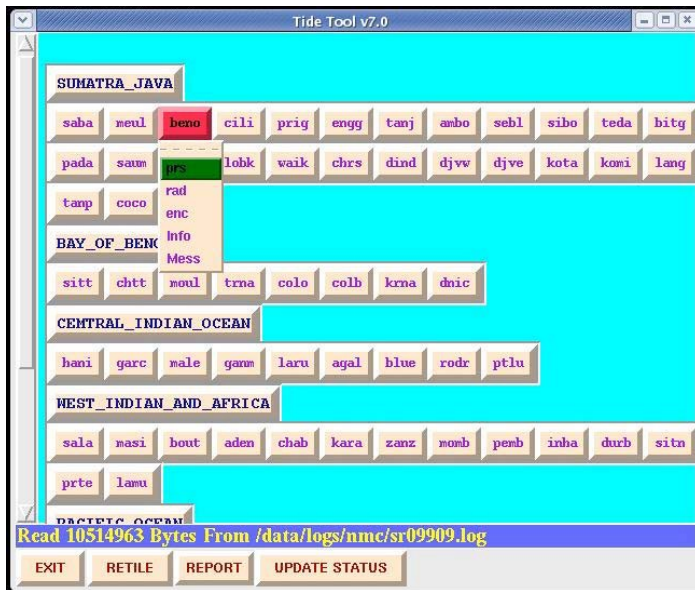 Tide Tool v7.0
SUMATRA_JAVA
saba meul beno cili prig engg tanj ambo sebl sibo teda bitg
pada saum lobk waik chrs dind djvw djve kota komi lang
prs
rad
enc
Info
Mess
tanp coco
BAY_OF_BENG
sitt chtt moul trna colo colb krna dnic
CENTRAL_INDIAN_OCEAN
hani garc male ganm laru agal blue rodr ptlu
WEST_INDIAN_AND_AFRICA
sala masi bout aden chab kara zanz momb pemb inha durb sitn
prte lamu
PACIFIC_OCEAN
Read 10514963 Bytes From /data/logs/nmc/sr09909.log
EXIT RETILE REPORT UPDATE STATUS